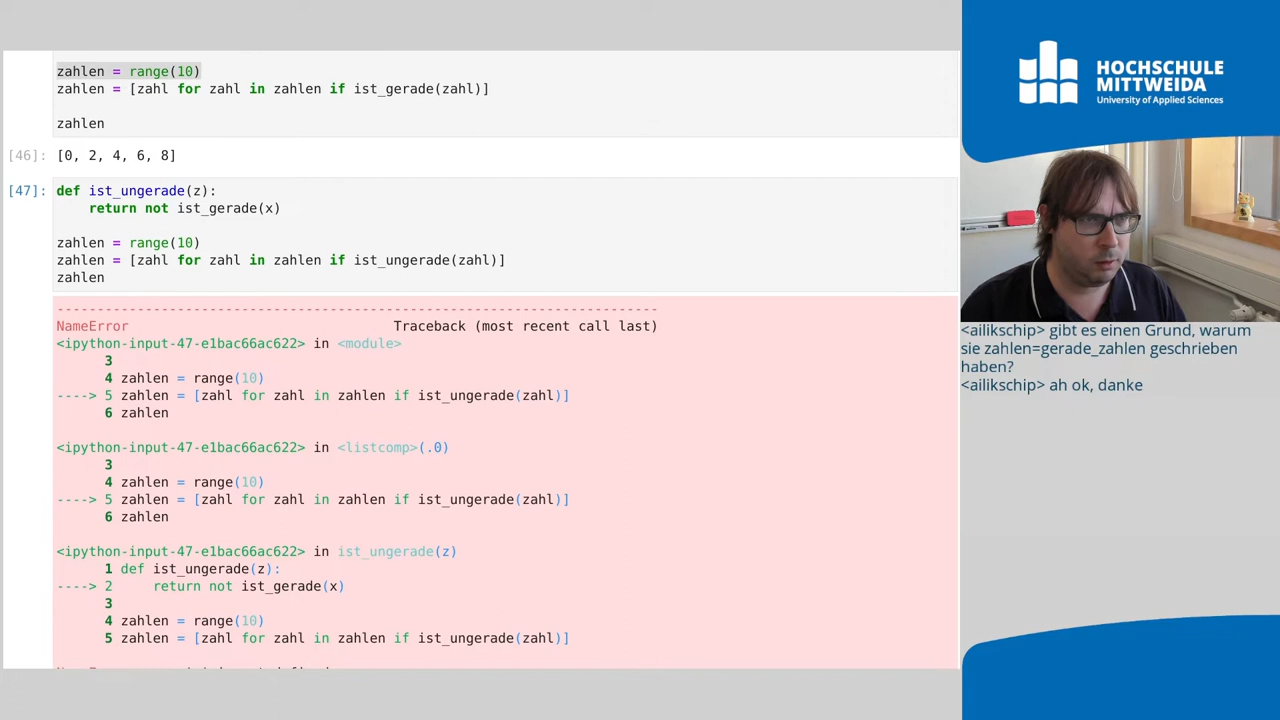 zahlen = range(10)
zahlen = [zahl for zahl in zahlen if ist_gerade(zahl)]
zahlen
[46]: [0, 2, 4, 6, 8]
[47]: def ist_ungerade(z):
    return not ist_gerade(x)
zahlen = range(10)
zahlen = [zahl for zahl in zahlen if ist_ungerade(zahl)]
zahlen
---------------------------------------------------------------------------
NameError                                 Traceback (most recent call last)
<ipython-input-47-e1bac66ac622> in <module>
      3
      4 zahlen = range(10)
----> 5 zahlen = [zahl for zahl in zahlen if ist_ungerade(zahl)]
      6 zahlen
<ipython-input-47-e1bac66ac622> in <listcomp>(.0)
      3
      4 zahlen = range(10)
----> 5 zahlen = [zahl for zahl in zahlen if ist_ungerade(zahl)]
      6 zahlen
<ipython-input-47-e1bac66ac622> in ist_ungerade(z)
      1 def ist_ungerade(z):
----> 2     return not ist_gerade(x)
      3
      4 zahlen = range(10)
      5 zahlen = [zahl for zahl in zahlen if ist_ungerade(zahl)]
HOCHSCHULE
MITTWEIDA
University of Applied Sciences
<ailikschip> gibt es einen Grund, warum
sie zahlen=gerade_zahlen geschrieben
haben?
<ailikschip> ah ok, danke